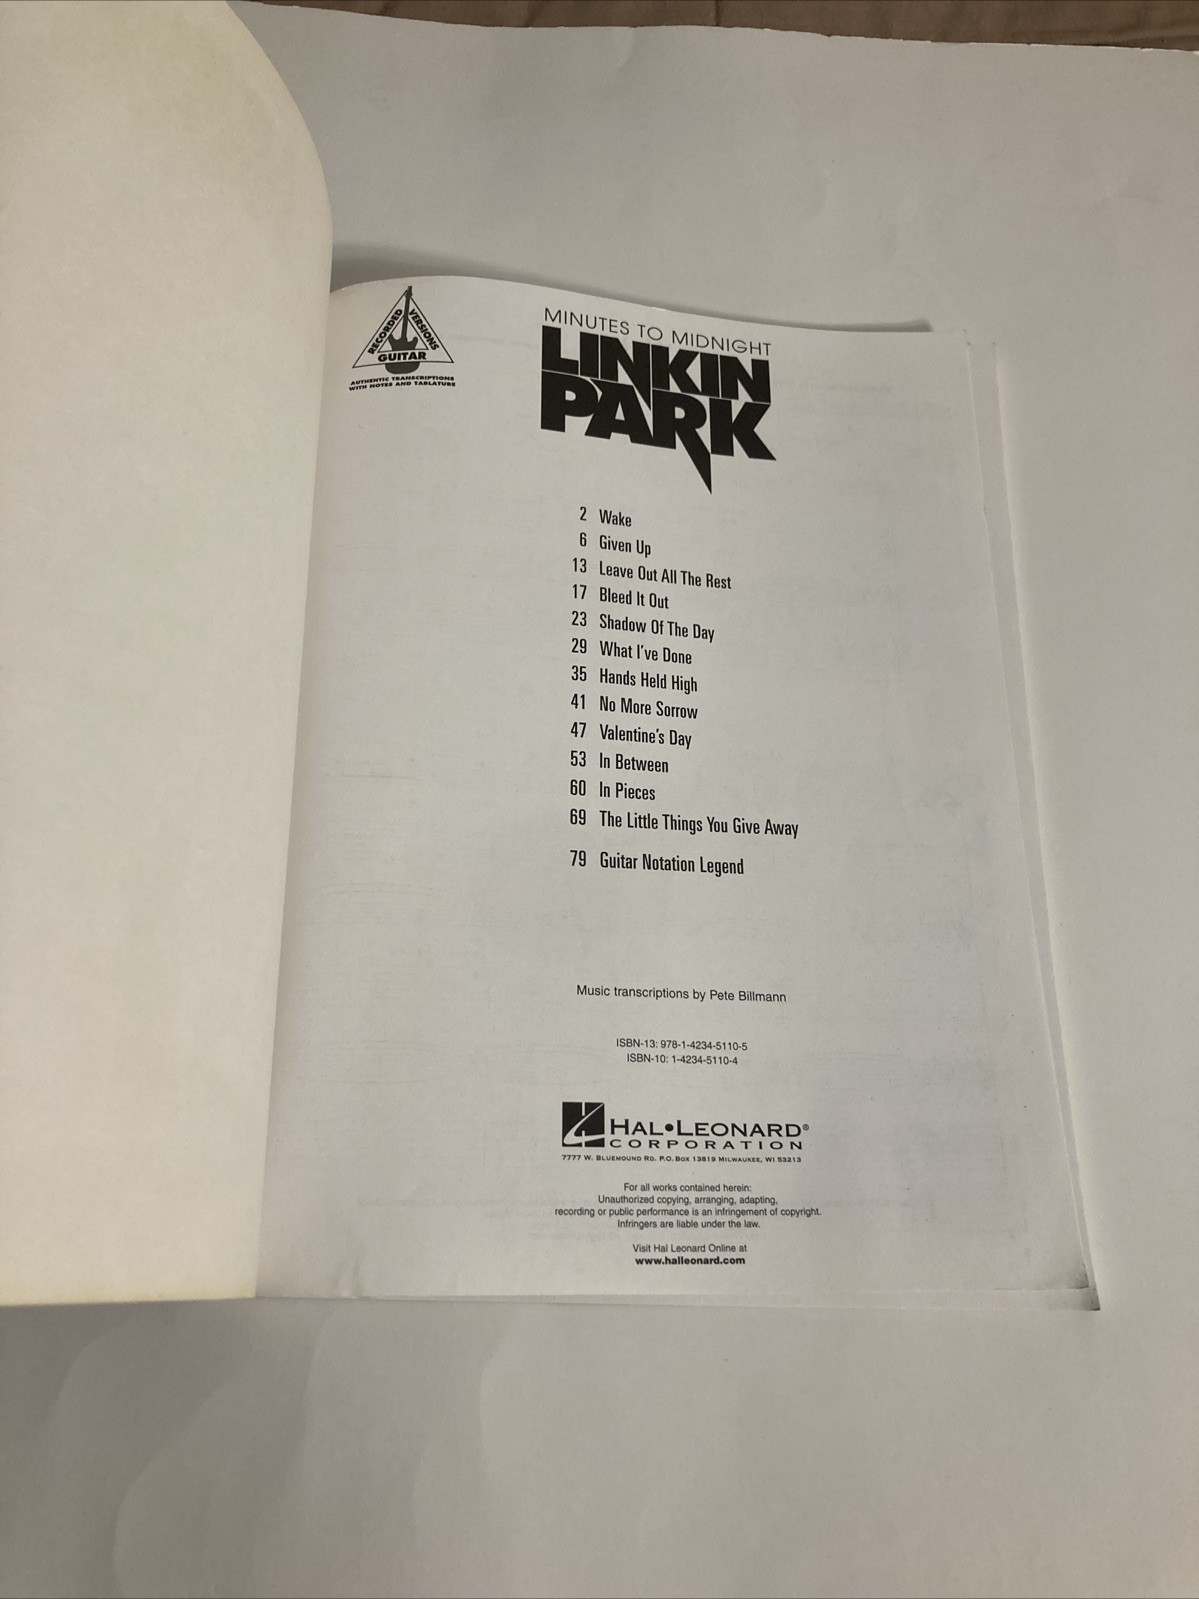 RECORDED VERSIONS
GUITAR
AUTHENTIC TRANSCRIPTIONS
WITH NOTES AND TABLATURE
MINUTES TO MIDNIGHT
LINKIN
PARK
2 Wake
6 Given Up
13 Leave Out All The Rest
17 Bleed It Out
23 Shadow Of The Day
29 What I've Done
35 Hands Held High
41 No More Sorrow
47 Valentine's Day
53 In Between
60 In Pieces
69 The Little Things You Give Away
79 Guitar Notation Legend
Music transcriptions by Pete Billmann
ISBN-13: 978-1-4234-5110-5
ISBN-10: 1-4234-5110-4
HAL•LEONARD®
CORPORATION
7777 W. BLUEMOUND RD. P.O. BOX 13819 MILWAUKEE, WI 53213
For all works contained herein:
Unauthorized copying, arranging, adapting,
recording or public performance is an infringement of copyright.
Infringers are liable under the law.
Visit Hal Leonard Online at
www.halleonard.com